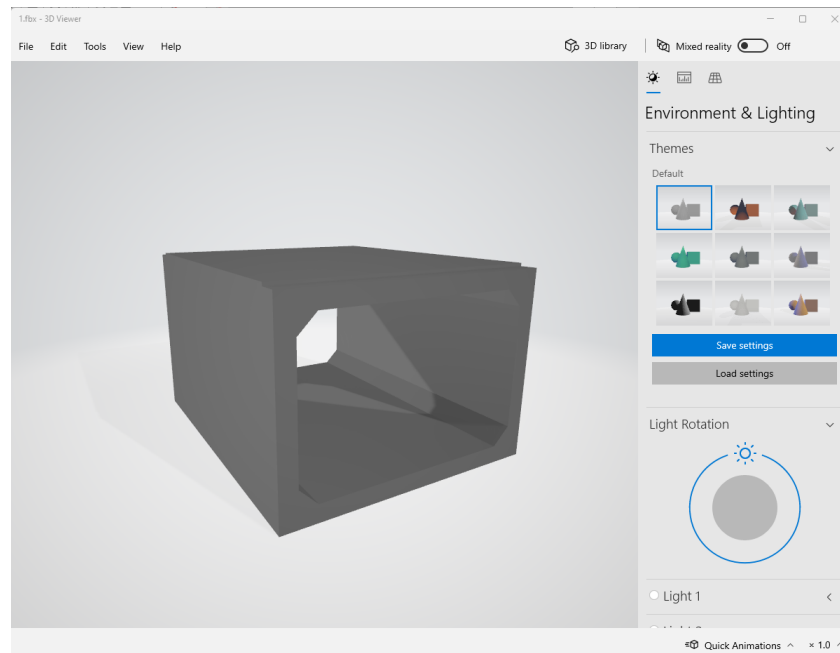 1.fbx - 3D Viewer
File Edit Tools View Help
3D library
Mixed reality Off
Environment & Lighting
Themes
Default
Save settings
Load settings
Light Rotation
Light 1
Quick Animations × 1.0